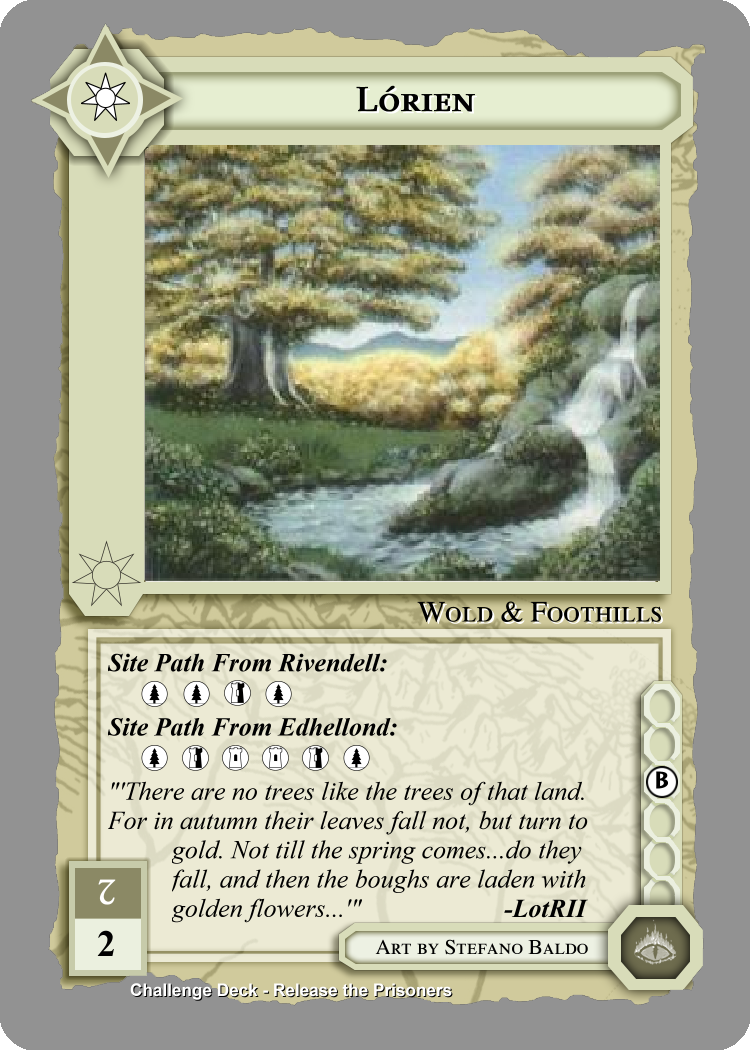 Lórien
Wold & Foothills
Site Path From Rivendell:
Site Path From Edhellond:
"'There are no trees like the trees of that land.
For in autumn their leaves fall not, but turn to
gold. Not till the spring comes...do they
fall, and then the boughs are laden with
golden flowers...'" -LotRII
B
2
2
Art by Stefano Baldo
Challenge Deck - Release the Prisoners